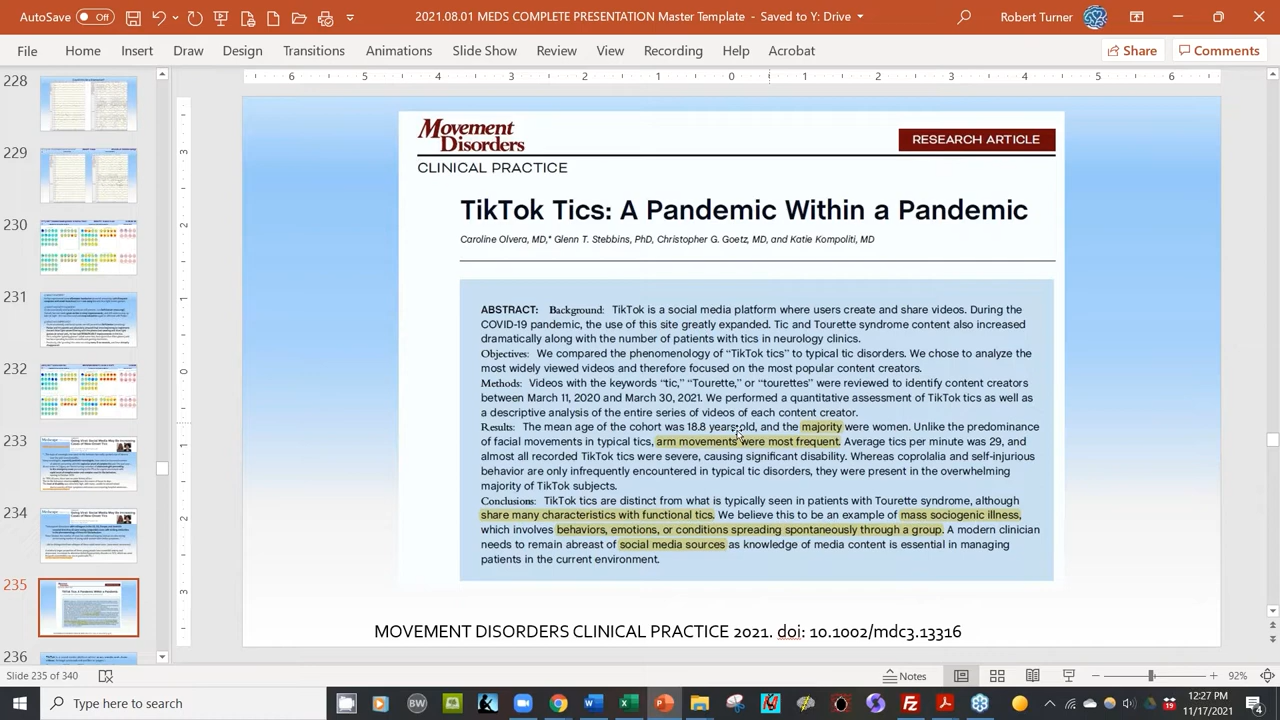 AutoSave Off
2021.08.01 MEDS COMPLETE PRESENTATION Master Template - Saved to Y: Drive
Robert Turner
File Home Insert Draw Design Transitions Animations Slide Show Review View Recording Help Acrobat
Share Comments
228
229
234
235
236
Movement
Disorders
CLINICAL PRACTICE
RESEARCH ARTICLE
TikTok Tics: A Pandemic Within a Pandemic
Caroline Olvera, MD,* Glenn T. Stebbins, PhD, Christopher G. Goetz, MD, and Katie Kompoliti, MD
ABSTRACT: Background: TikTok is a social media platform where users create and share videos. During the
COVID-19 pandemic, the use of this site greatly expanded. Tic and Tourette syndrome content has increased
dramatically along with the number of patients with tics in neurology clinics.
Objectives: We compared the phenomenology of "TikTok tics" to typical tic disorders. We chose to analyze the
most widely viewed videos and therefore focused on the most popular content creators.
Methods: Videos with the keywords "tic," "Tourette," or "tourettes" were reviewed to identify content creators
between March 11, 2020 and March 30, 2021. We performed a quantitative assessment of TikTok tics as well as
a descriptive analysis of the entire series of videos of each content creator.
Results: The mean age of the cohort was 18.8 years-old, and the majority were women. Unlike the predominance
of facial movements in typical tics, arm movements were most prominent. Average tics per minute was 29, and
almost all recorded TikTok tics were severe, causing injury or disability. Whereas coprolalia and self-injurious
behavior are only infrequently encountered in typical tic disorders, they were present in an overwhelming
majority of TikTok subjects.
Conclusions: TikTok tics are distinct from what is typically seen in patients with Tourette syndrome, although
share many characteristics with functional tics. We believe this to be an example of mass sociogenic illness,
which involves behaviors, emotions, or conditions spreading spontaneously through a group. Keen clinician
attention on the impact of social media sources as knowledge of media content is essential in managing
patients in the current environment.
MOVEMENT DISORDERS CLINICAL PRACTICE 2021. doi: 10.1002/mdc3.13316
Slide 235 of 340
Notes
92%
Type here to search
12:27 PM
11/17/2021